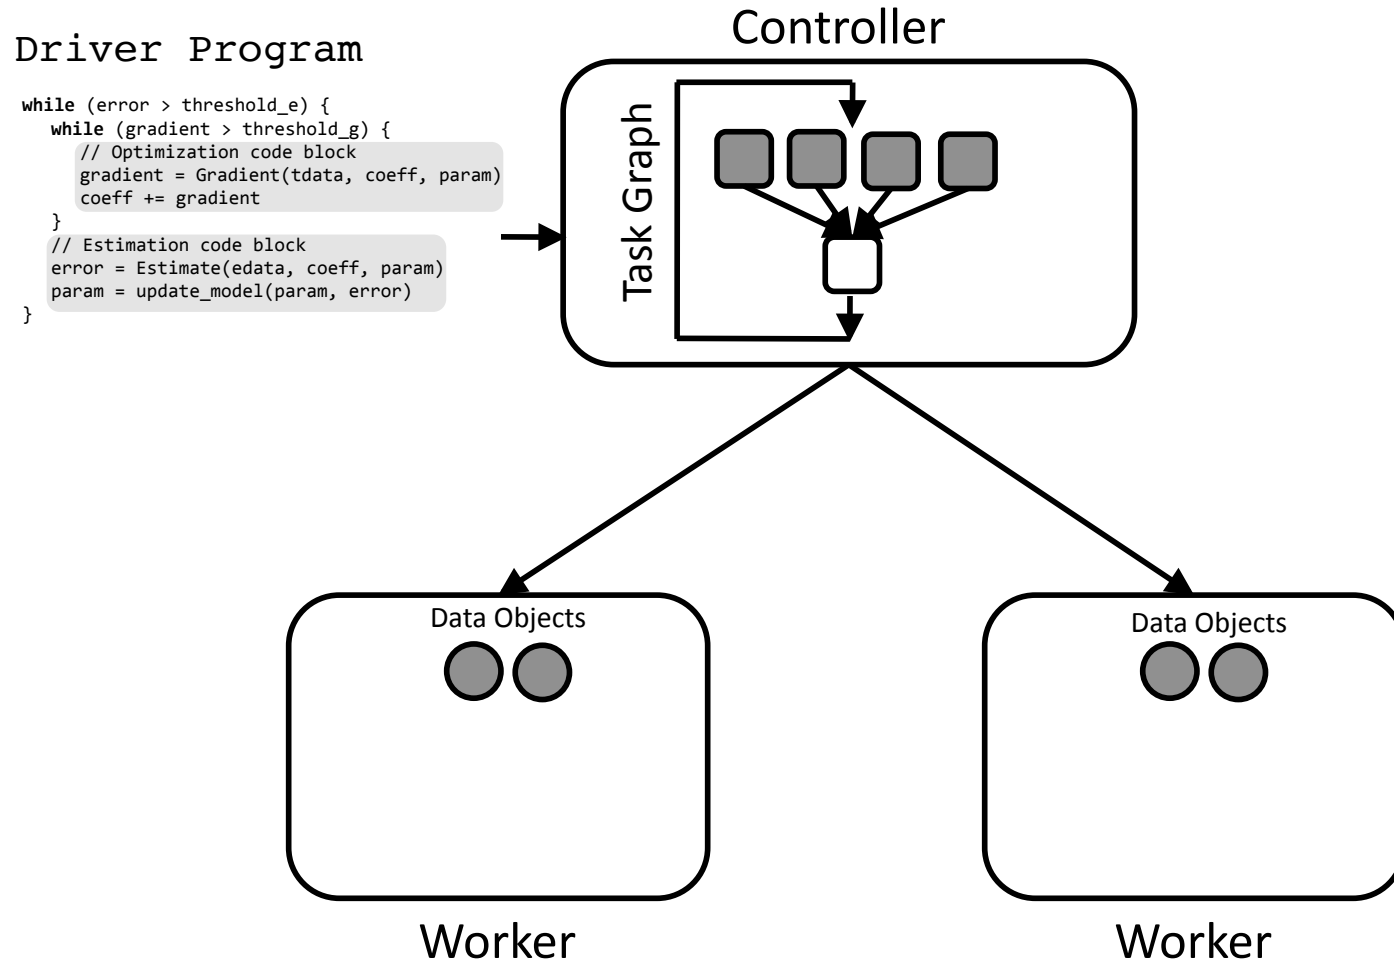 Driver Program
while (error > threshold_e) {
while (gradient > threshold_g) {
// Optimization code block
gradient = Gradient(tdata, coeff, param)
coeff += gradient
}
// Estimation code block
error = Estimate(edata, coeff, param)
param = update_model(param, error)
}
Controller
Task Graph
Data Objects
Worker
Data Objects
Worker